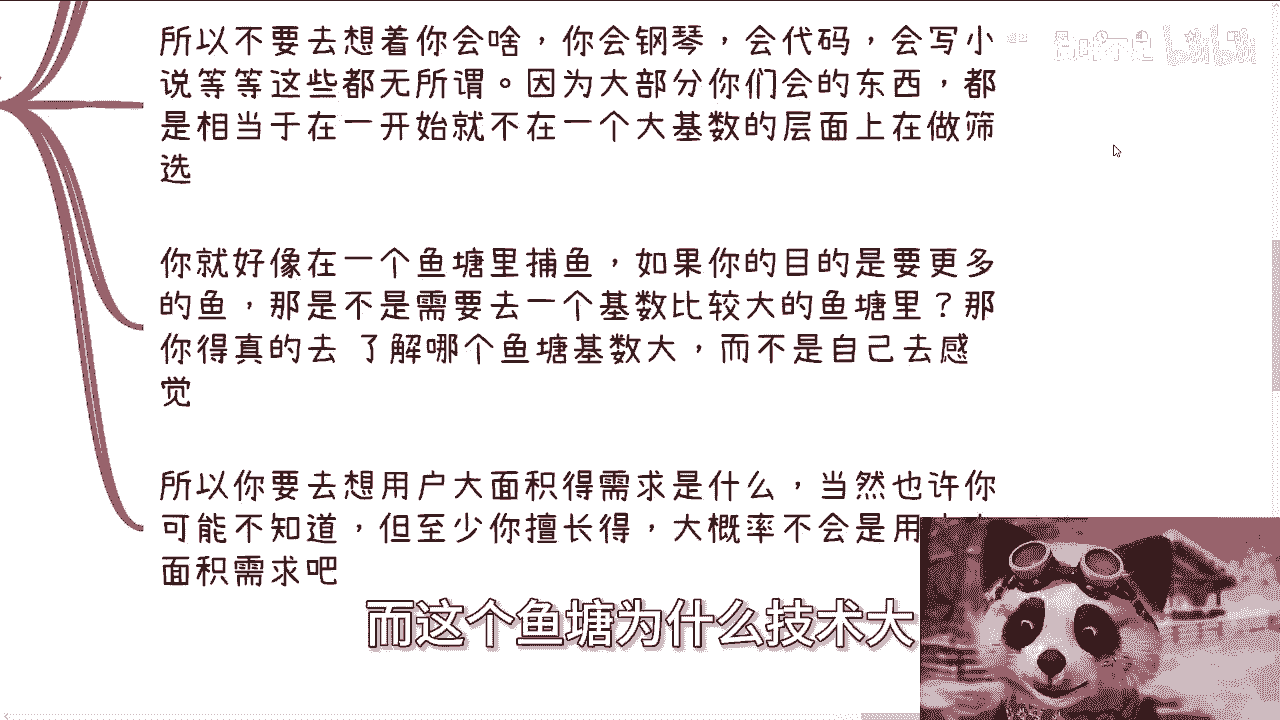 所以不要去想着你会啥，你会钢琴，会代码，会写小
说等等这些都无所谓。因为大部分你们会的东西，都
是相当于在一开始就不在一个大基数的层面上在做筛
选
你就好像在一个鱼塘里捕鱼，如果你的目的是要更多
的鱼，那是不是需要去一个基数比较大的鱼塘里？那
你得真的去 了解哪个鱼塘基数大，而不是自己去感
觉
所以你要去想用户大面积得需求是什么，当然也许你
可能不知道，但至少你擅长得，大概率不会是用
面积需求吧
而这个鱼塘为什么技术大